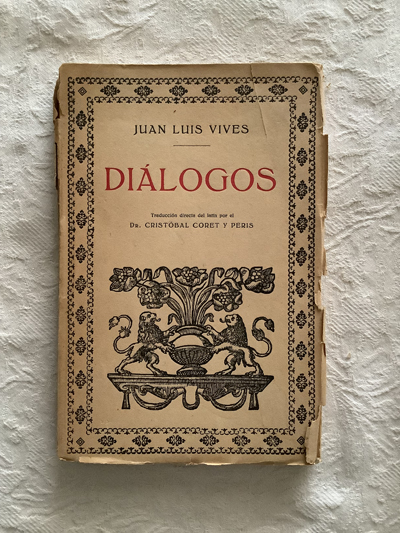 JUAN LUIS VIVES
DIÁLOGOS
Traducción directa del latín por el
DR. CRISTÓBAL CORET Y PERIS